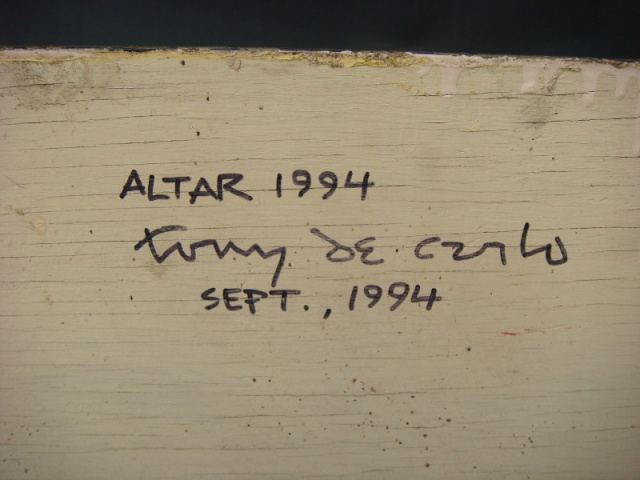 ALTAR 1994
tony de carlo
SEPT., 1994